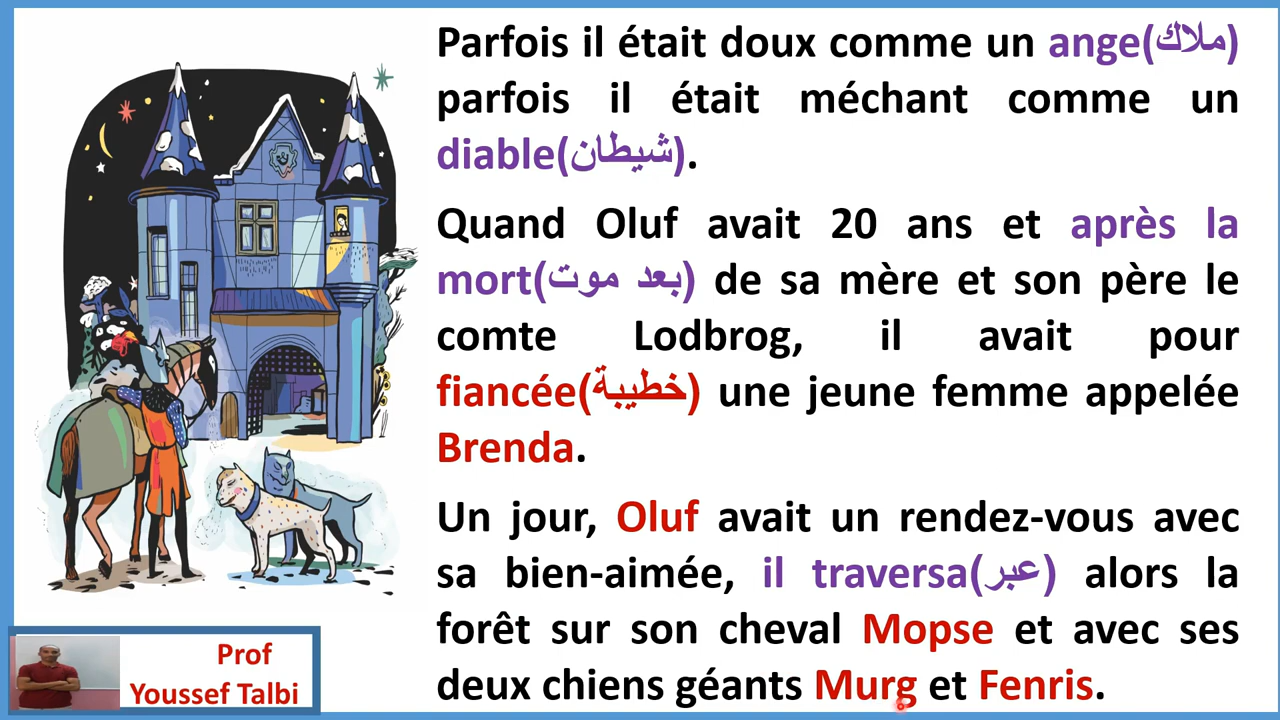 Parfois il était doux comme un ange(ملاك)
parfois il était méchant comme un
diable(شيطان).
Quand Oluf avait 20 ans et après la
mort(بعد موت) de sa mère et son père le
comte Lodbrog, il avait pour
fiancée(خطيبة) une jeune femme appelée
Brenda.
Un jour, Oluf avait un rendez-vous avec
sa bien-aimée, il traversa(عبر) alors la
forêt sur son cheval Mopse et avec ses
deux chiens géants Murg et Fenris.
Prof
Youssef Talbi